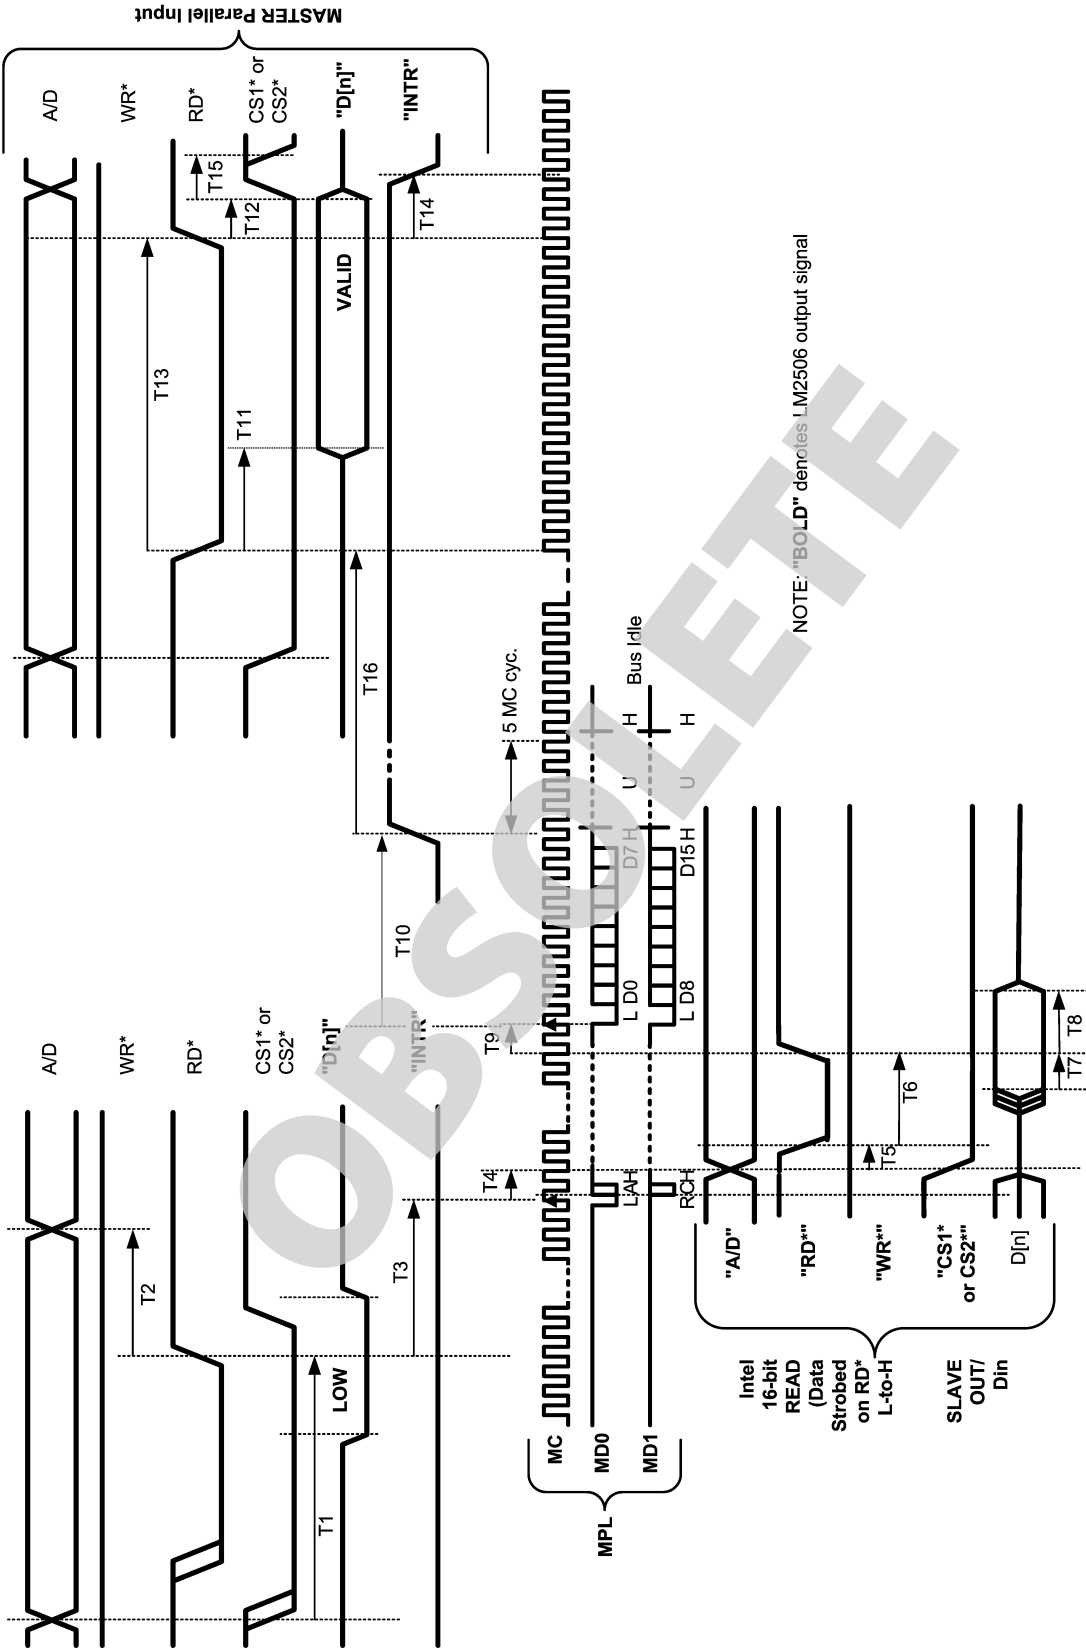 MASTER Parallel Input
A/D
WR*
RD*
CS1* or
CS2*
"D[n]"
"INTR"
T13
T15
T12
T11
VALID
T14
T16
5 MC cyc.
A/D
WR*
RD*
CS1* or
CS2*
"D[n]"
"INTR"
T1
T2
LOW
T3
T4
T9
T10
MPL
MC
MD0
MD1
L A H
L D0
D7 H
U
H
Bus Idle
R C H
L D8
D15 H
U
H
Intel
16-bit
READ
(Data
Strobed
on RD*
L-to-H
SLAVE
OUT/
Din
"A/D"
"RD*"
"WR*"
"CS1*
or CS2*"
D[n]
T5
T6
T7
T8
NOTE: "BOLD" denotes LM2506 output signal
OBSOLETE